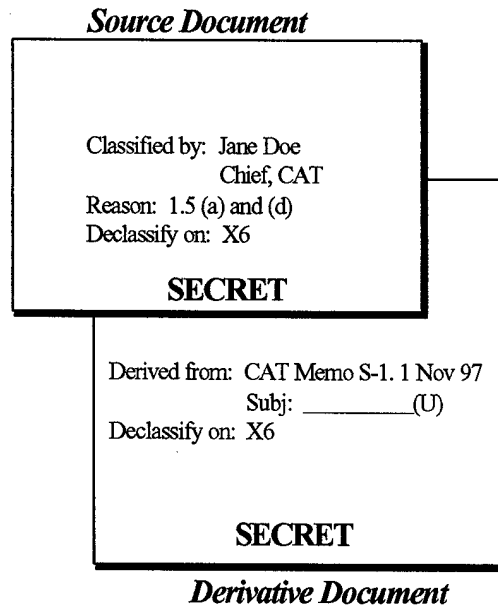 Source Document
Classified by: Jane Doe
Chief, CAT
Reason: 1.5 (a) and (d)
Declassify on: X6
SECRET
Derived from: CAT Memo S-1. 1 Nov 97
Subj: __________(U)
Declassify on: X6
SECRET
Derivative Document